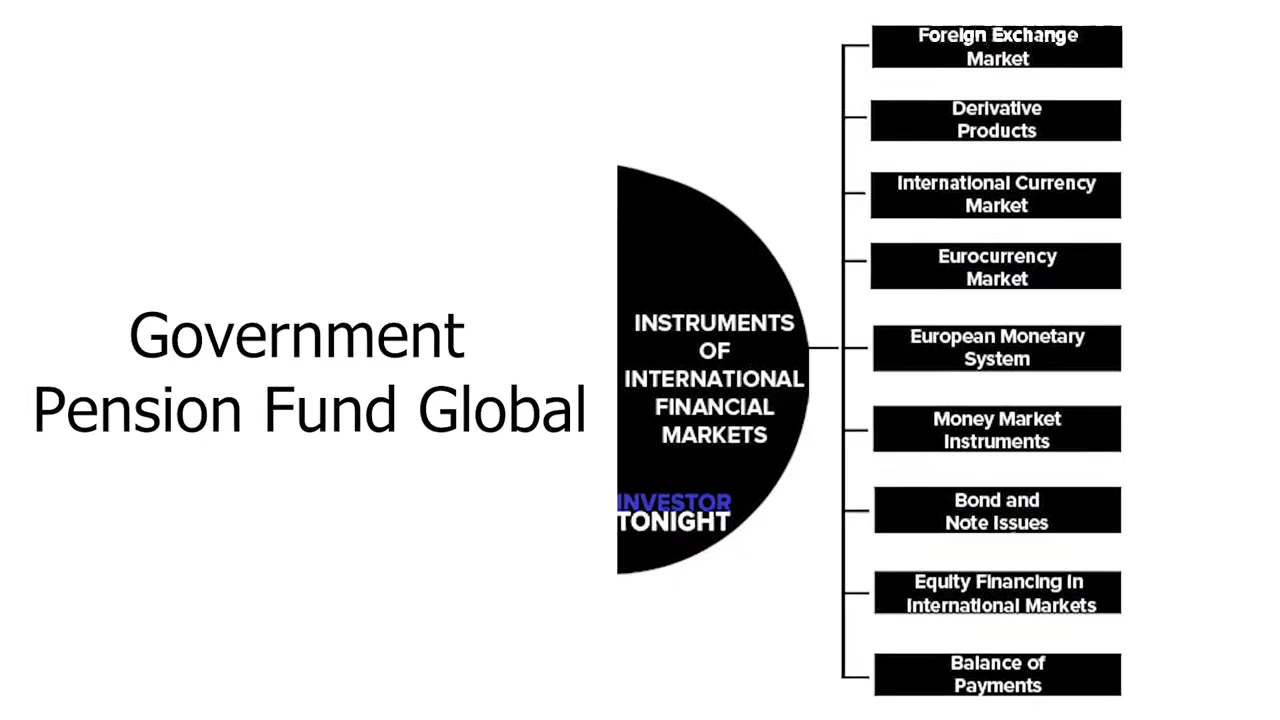 Government
Pension Fund Global
INSTRUMENTS
OF
INTERNATIONAL
FINANCIAL
MARKETS
INVESTOR
TONIGHT
Foreign Exchange
Market
Derivative
Products
International Currency
Market
Eurocurrency
Market
European Monetary
System
Money Market
Instruments
Bond and
Note Issues
Equity Financing in
International Markets
Balance of
Payments